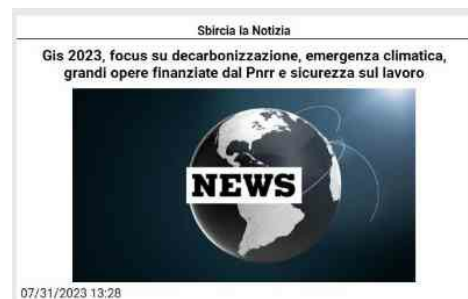 Sbircia la Notizia
Gis 2023, focus su decarbonizzazione, emergenza climatica,
grandi opere finanziate dal Pnrr e sicurezza sul lavoro
NEWS
07/31/2023 13:28